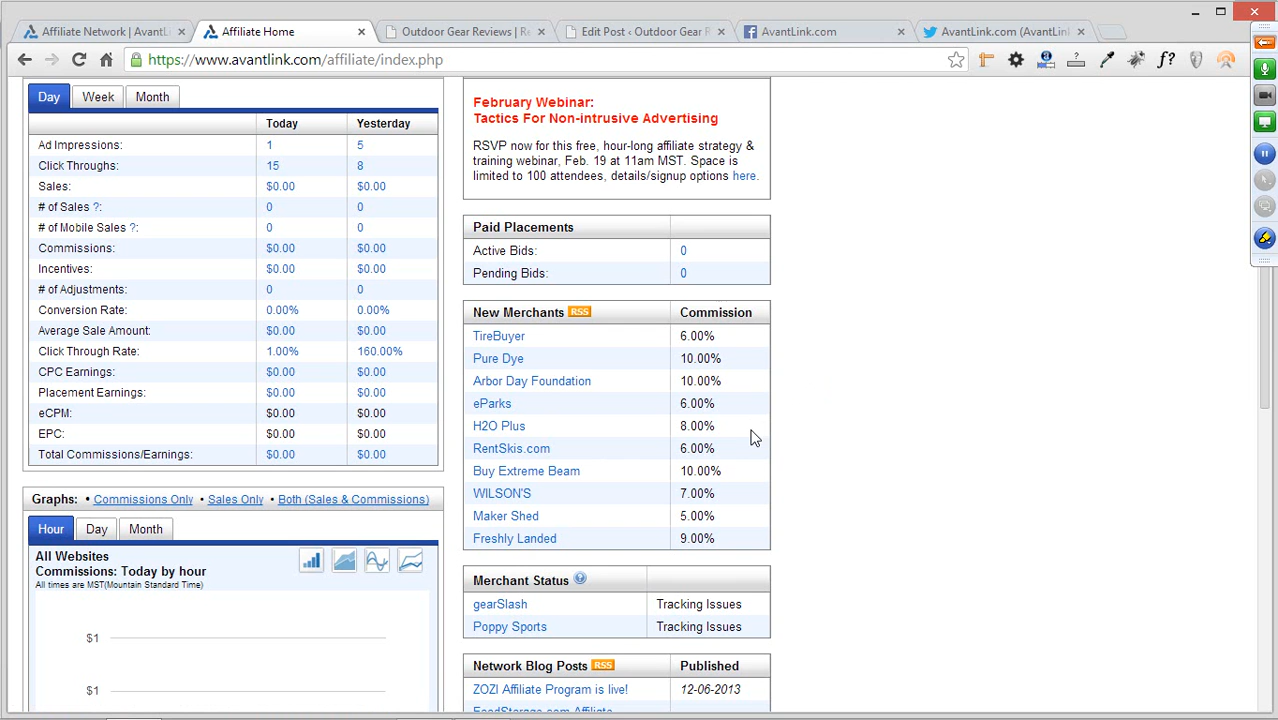 Affiliate Network | AvantL
Affiliate Home
Outdoor Gear Reviews | Re
Edit Post ‹ Outdoor Gear R
AvantLink.com
AvantLink.com (AvantLin
https://www.avantlink.com/affiliate/index.php
f?
Day Week Month
Today Yesterday
Ad Impressions: 1 5
Click Throughs: 15 8
Sales: $0.00 $0.00
# of Sales ?: 0 0
# of Mobile Sales ?: 0 0
Commissions: $0.00 $0.00
Incentives: $0.00 $0.00
# of Adjustments: 0 0
Conversion Rate: 0.00% 0.00%
Average Sale Amount: $0.00 $0.00
Click Through Rate: 1.00% 160.00%
CPC Earnings: $0.00 $0.00
Placement Earnings: $0.00 $0.00
eCPM: $0.00 $0.00
EPC: $0.00 $0.00
Total Commissions/Earnings: $0.00 $0.00
Graphs: • Commissions Only • Sales Only • Both (Sales & Commissions)
Hour Day Month
All Websites
Commissions: Today by hour
All times are MST(Mountain Standard Time)
$1
$1
February Webinar:
Tactics For Non-intrusive Advertising
RSVP now for this free, hour-long affiliate strategy &
training webinar, Feb. 19 at 11am MST. Space is
limited to 100 attendees, details/signup options here.
Paid Placements
Active Bids: 0
Pending Bids: 0
New Merchants RSS Commission
TireBuyer 6.00%
Pure Dye 10.00%
Arbor Day Foundation 10.00%
eParks 6.00%
H2O Plus 8.00%
RentSkis.com 6.00%
Buy Extreme Beam 10.00%
WILSON'S 7.00%
Maker Shed 5.00%
Freshly Landed 9.00%
Merchant Status ?
gearSlash Tracking Issues
Poppy Sports Tracking Issues
Network Blog Posts RSS Published
ZOZI Affiliate Program is live! 12-06-2013
FoodStorage.com Affiliate